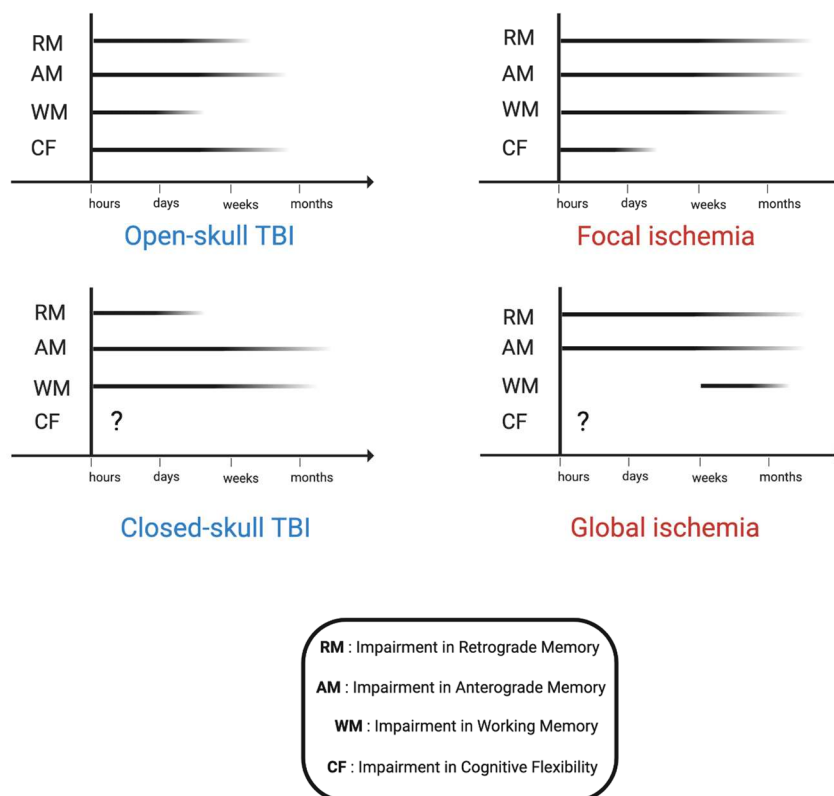 RM
AM
WM
CF
hours days weeks months
Open-skull TBI
RM
AM
WM
CF
hours days weeks months
Focal ischemia
RM
AM
WM
CF ?
hours days weeks months
Closed-skull TBI
RM
AM
WM
CF ?
hours days weeks months
Global ischemia
RM : Impairment in Retrograde Memory
AM : Impairment in Anterograde Memory
WM : Impairment in Working Memory
CF : Impairment in Cognitive Flexibility